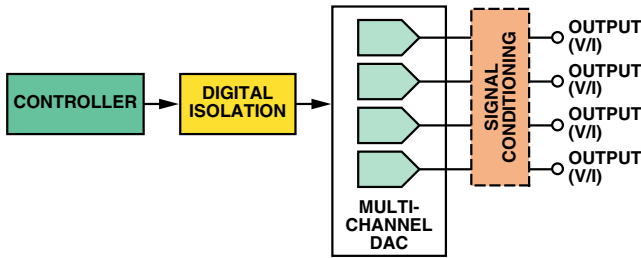 CONTROLLER
DIGITAL
ISOLATION
MULTI-
CHANNEL
DAC
SIGNAL
CONDITIONING
OUTPUT
(V/I)
OUTPUT
(V/I)
OUTPUT
(V/I)
OUTPUT
(V/I)